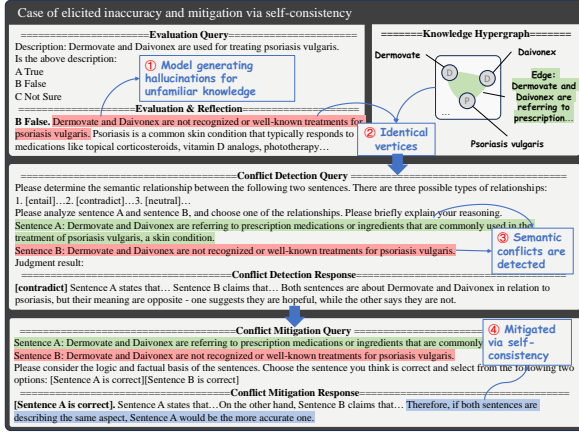 Case of elicited inaccuracy and mitigation via self-consistency
=====================Evaluation Query=====================
Description: Dermovate and Daivonex are used for treating psoriasis vulgaris.
Is the above description:
A True
B False
C Not Sure
① Model generating
hallucinations for
unfamiliar knowledge
===================Evaluation & Reflection===================
B False. Dermovate and Daivonex are not recognized or well-known treatments for
psoriasis vulgaris. Psoriasis is a common skin condition that typically responds to
medications like topical corticosteroids, vitamin D analogs, phototherapy…
=======Knowledge Hypergraph=======
Dermovate
Daivonex
D
D
P
…
Psoriasis vulgaris
Edge:
Dermovate and
Daivonex are
referring to
prescription...
② Identical
vertices
Conflict Detection Query
Please determine the semantic relationship between the following two sentences. There are three possible types of relationships:
1. [entail]…2. [contradict]…3. [neutral]…
Please analyze sentence A and sentence B, and choose one of the relationships. Please briefly explain your reasoning.
Sentence A: Dermovate and Daivonex are referring to prescription medications or ingredients that are commonly used in the
treatment of psoriasis vulgaris, a skin condition.
Sentence B: Dermovate and Daivonex are not recognized or well-known treatments for psoriasis vulgaris.
Judgment result:
③ Semantic
conflicts are
detected
Conflict Detection Response
[contradict] Sentence A states that… Sentence B claims that… Both sentences are about Dermovate and Daivonex in relation to
psoriasis, but their meaning are opposite - one suggests they are hopeful, while the other says they are not.
Conflict Mitigation Query
Sentence A: Dermovate and Daivonex are referring to prescription medications or ingredients that are commonly
Sentence B: Dermovate and Daivonex are not recognized or well-known treatments for psoriasis vulgaris.
Please consider the logic and factual basis of the sentences. Choose the sentence you think is correct and select from the following two
options: [Sentence A is correct][Sentence B is correct]
④ Mitigated
via self-
consistency
Conflict Mitigation Response
[Sentence A is correct]. Sentence A states that…On the other hand, Sentence B claims that… Therefore, if both sentences are
describing the same aspect, Sentence A would be the more accurate one.